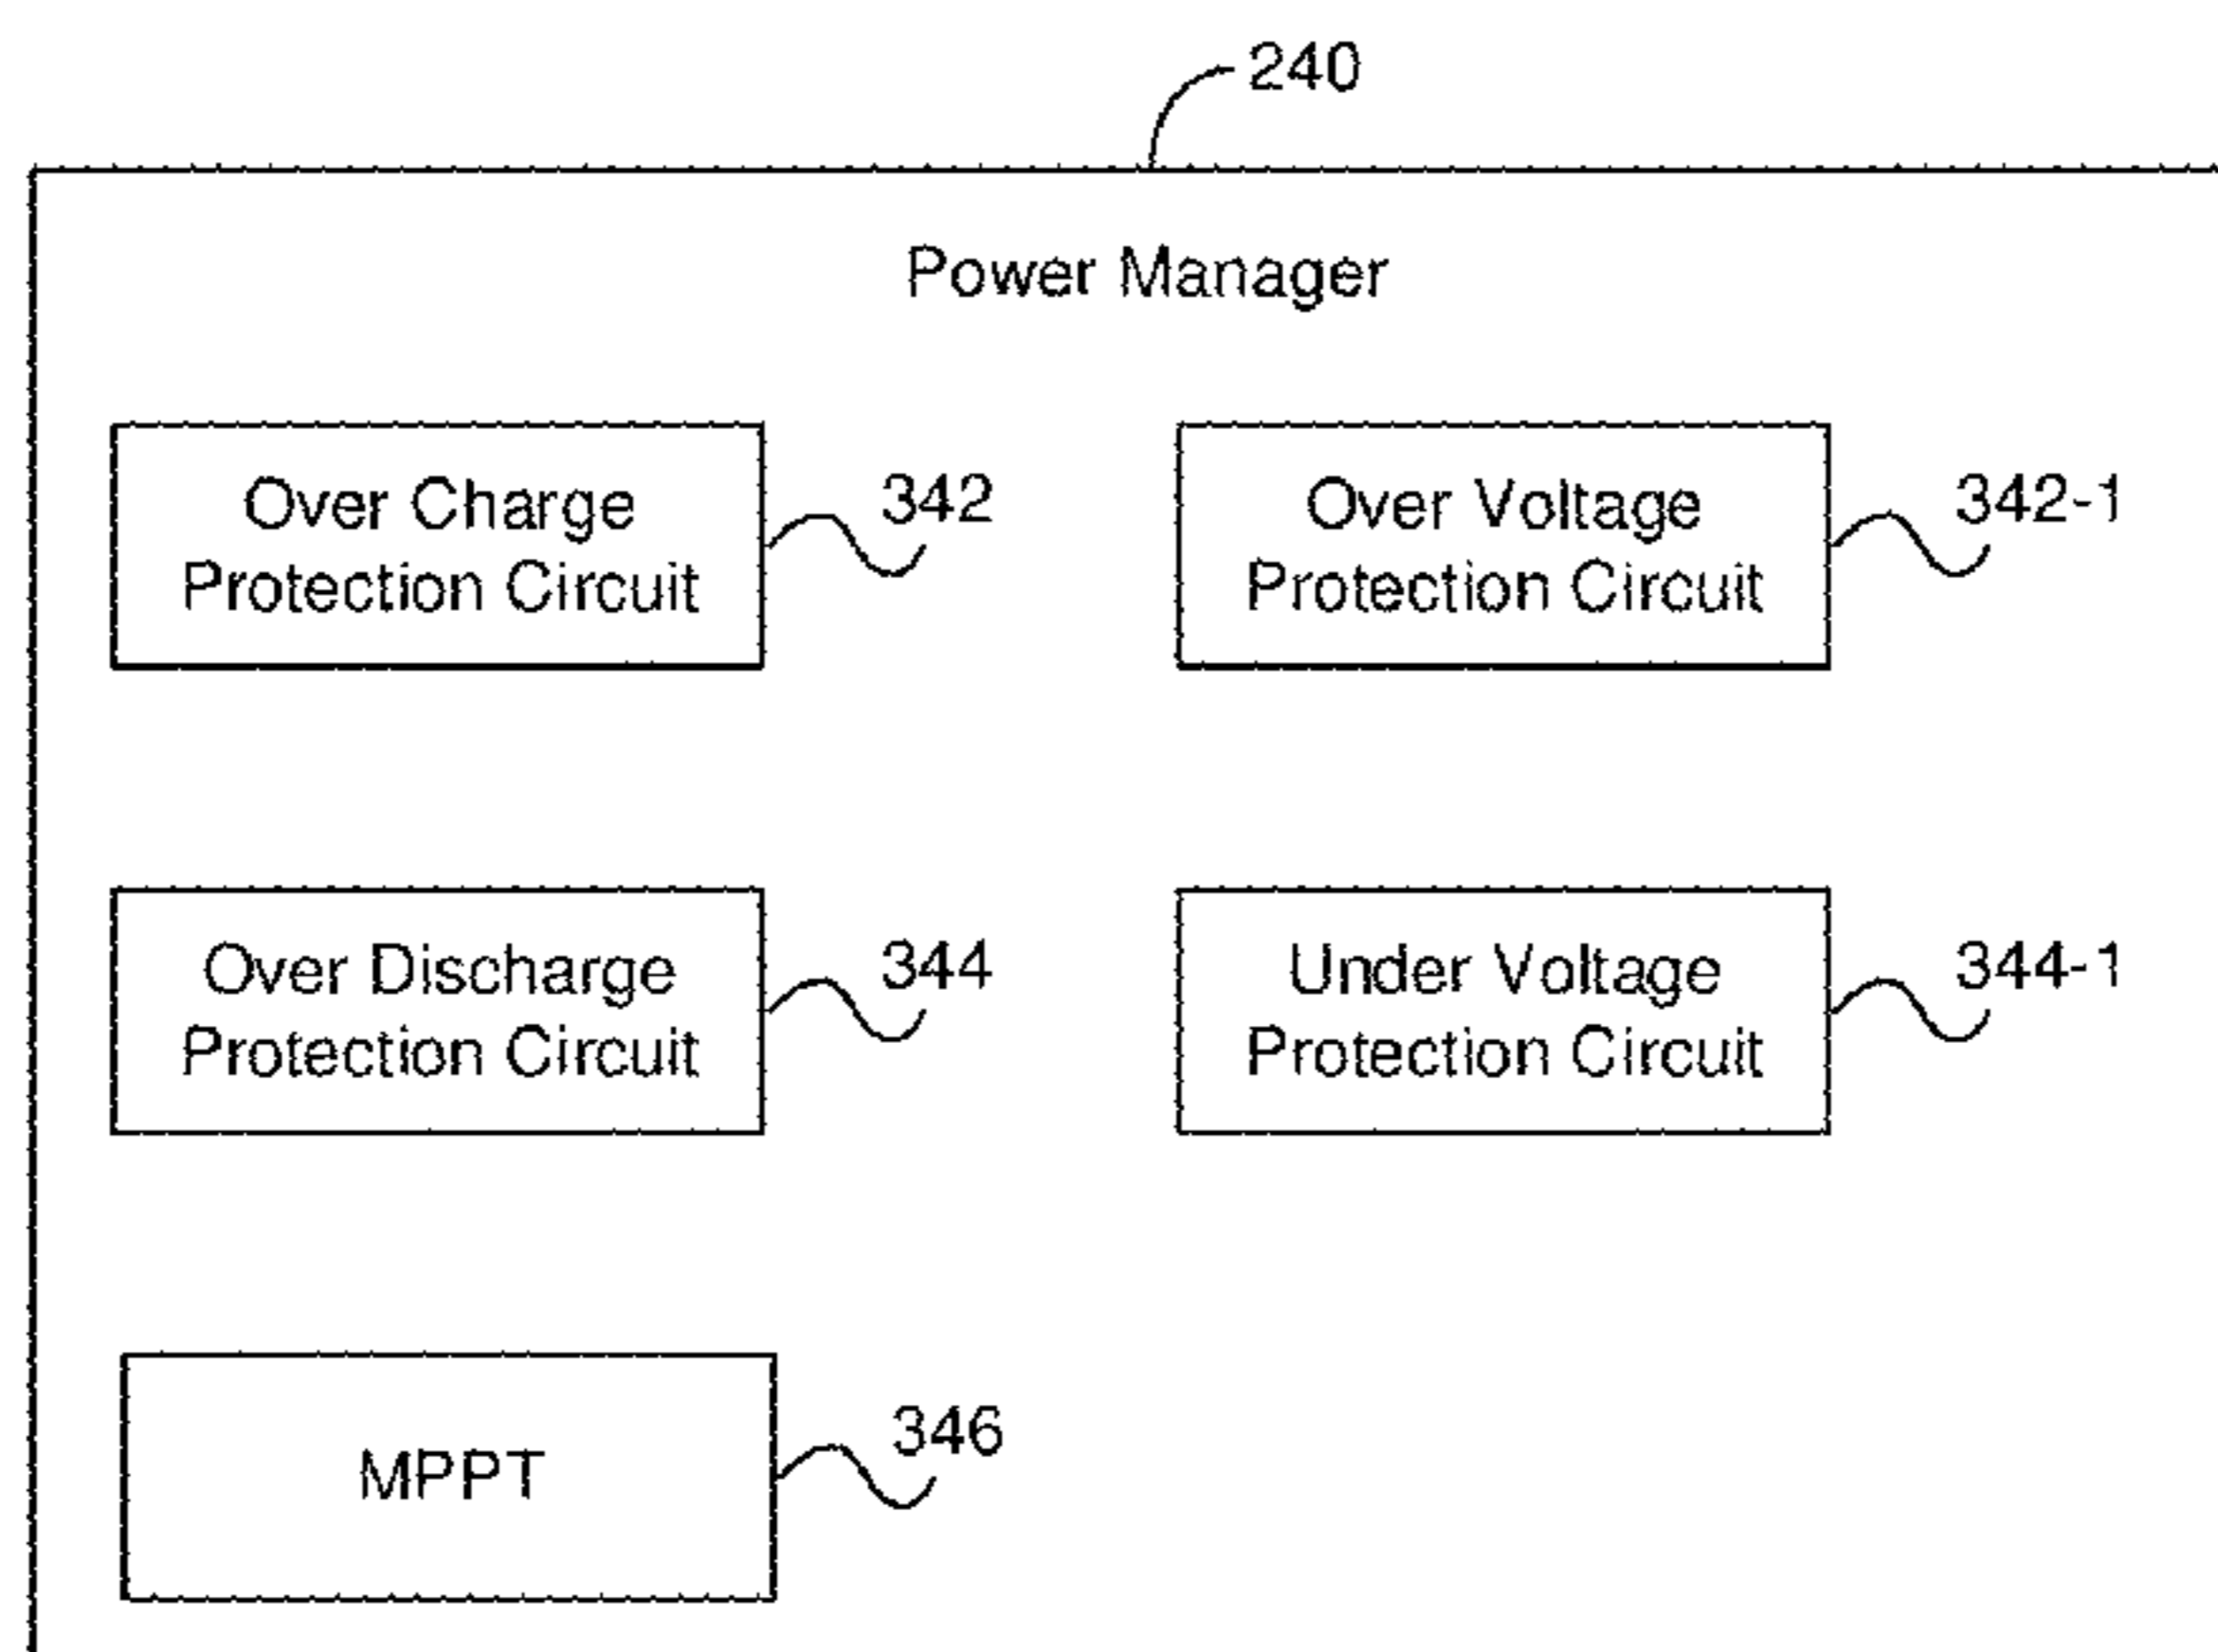 240
Power Manager
Over Charge
Protection Circuit
342
Over Voltage
Protection Circuit
342-1
Over Discharge
Protection Circuit
344
Under Voltage
Protection Circuit
344-1
MPPT
346